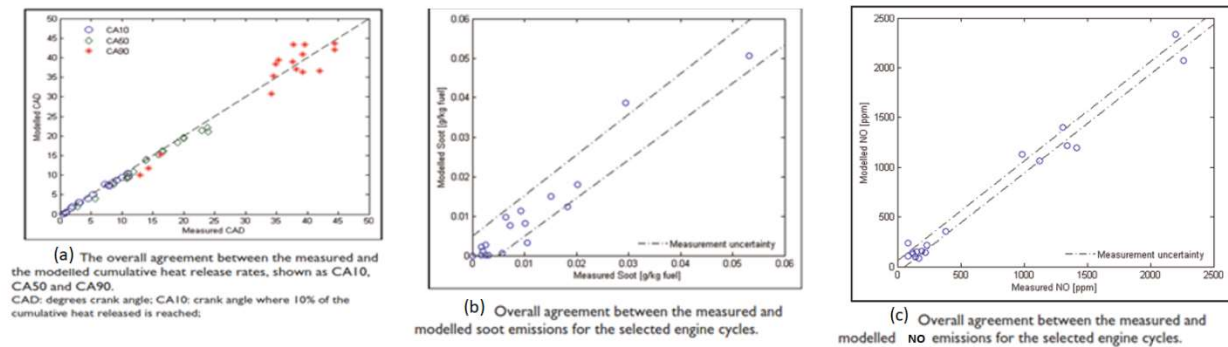 50
45
40
35
30
25
20
15
10
5
0
Modelled CAD
CA10
CA50
CA90
0 5 10 15 20 25 30 35 40 45 50
Measured CAD
(a) The overall agreement between the measured and
the modelled cumulative heat release rates, shown as CA10,
CA50 and CA90.
CAD: degrees crank angle; CA10: crank angle where 10% of the
cumulative heat released is reached;
0.06
0.05
0.04
0.03
0.02
0.01
0
Modelled Soot [g/kg fuel]
Measurement uncertainty
0 0.01 0.02 0.03 0.04 0.05 0.06
Measured Soot [g/kg fuel]
(b) Overall agreement between the measured and
modelled soot emissions for the selected engine cycles.
2500
2000
1500
1000
500
0
Modelled NO [ppm]
Measurement uncertainty
0 500 1000 1500 2000 2500
Measured NO [ppm]
(c) Overall agreement between the measured and
modelled NO emissions for the selected engine cycles.